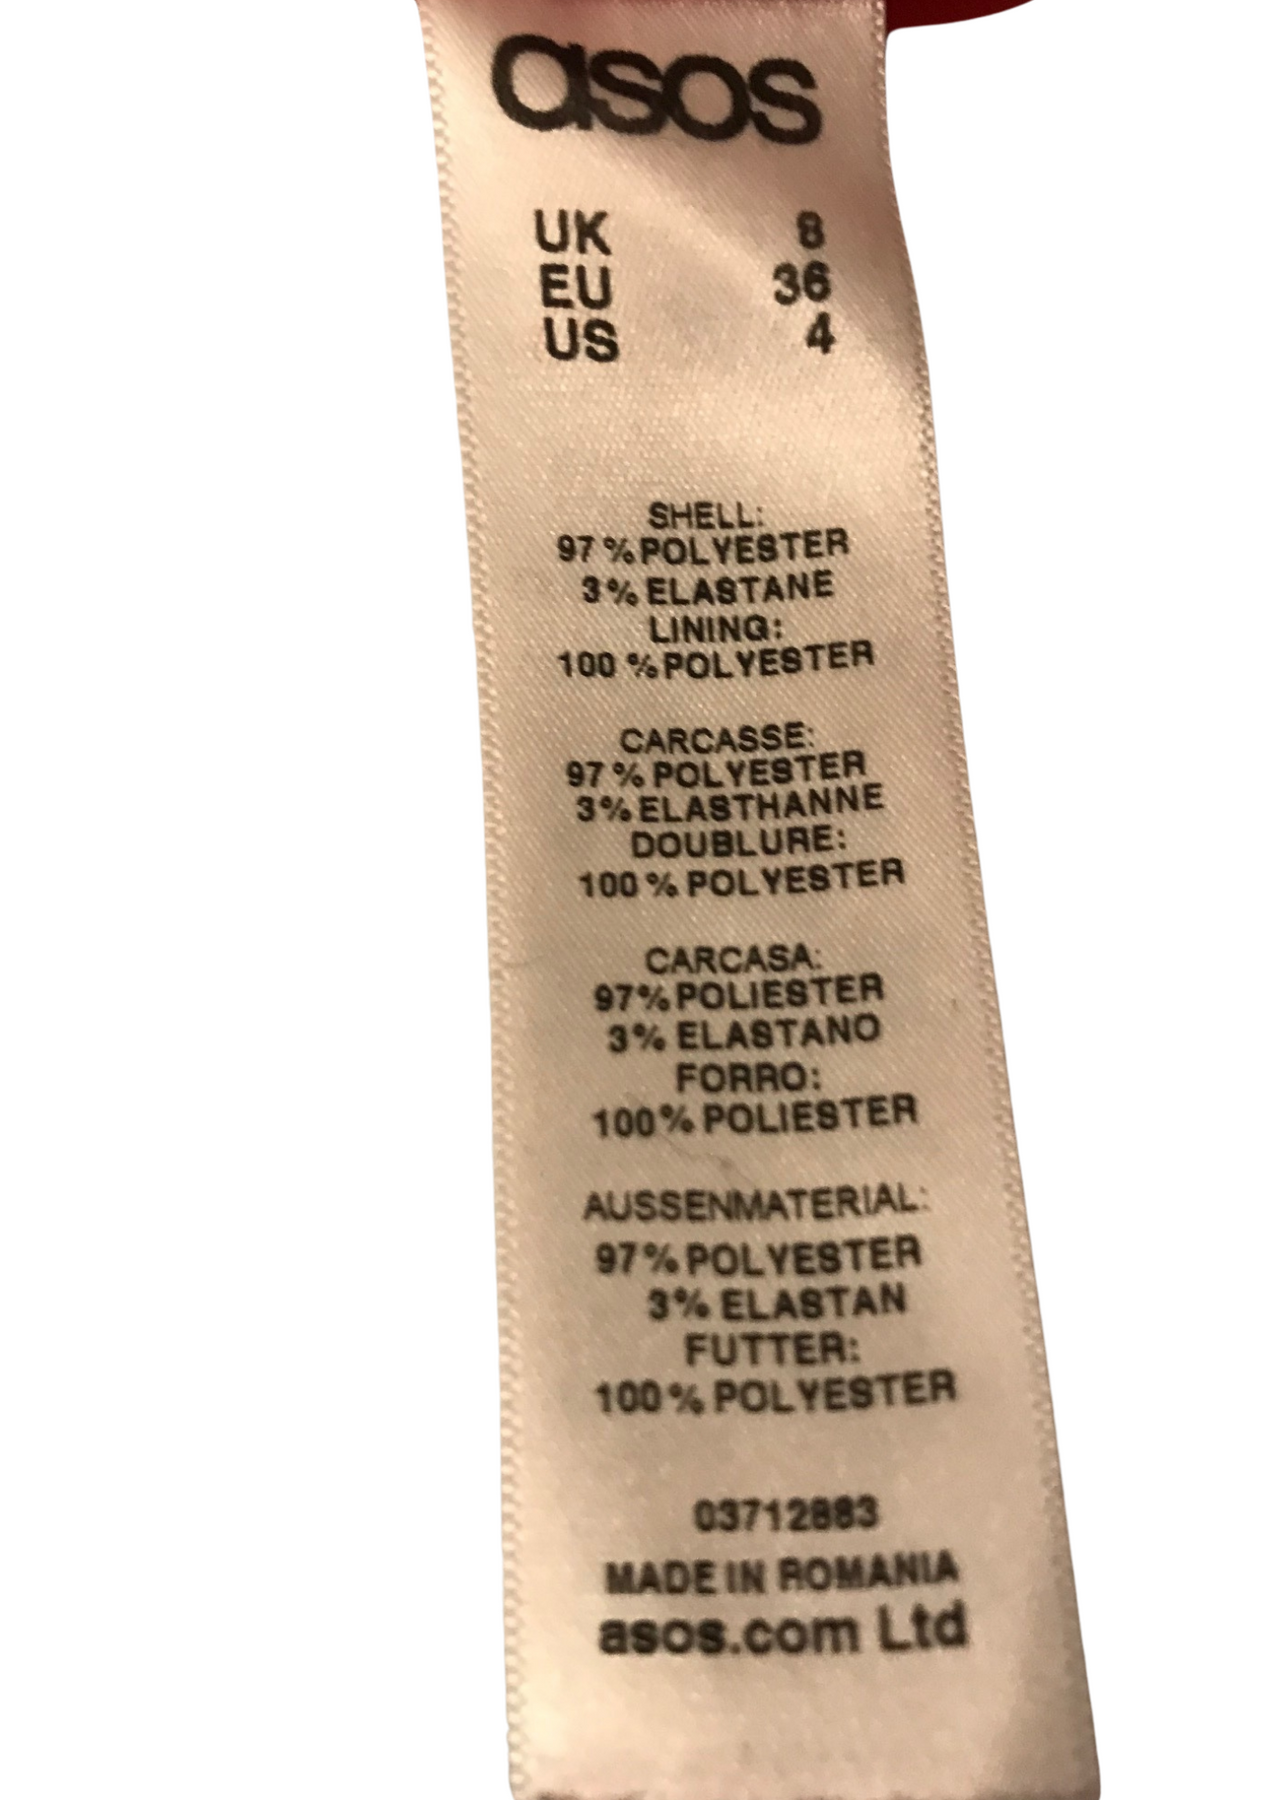 asos
UK 8
EU 36
US 4
SHELL:
97 % POLYESTER
3% ELASTANE
LINING:
100 % POLYESTER
CARCASSE:
97 % POLYESTER
3% ELASTHANNE
DOUBLURE:
100 % POLYESTER
CARCASA:
97% POLIESTER
3% ELASTANO
FORRO:
100% POLIESTER
AUSSENMATERIAL:
97% POLYESTER
3% ELASTAN
FUTTER:
100 % POLYESTER
03712883
MADE IN ROMANIA
asos.com Ltd